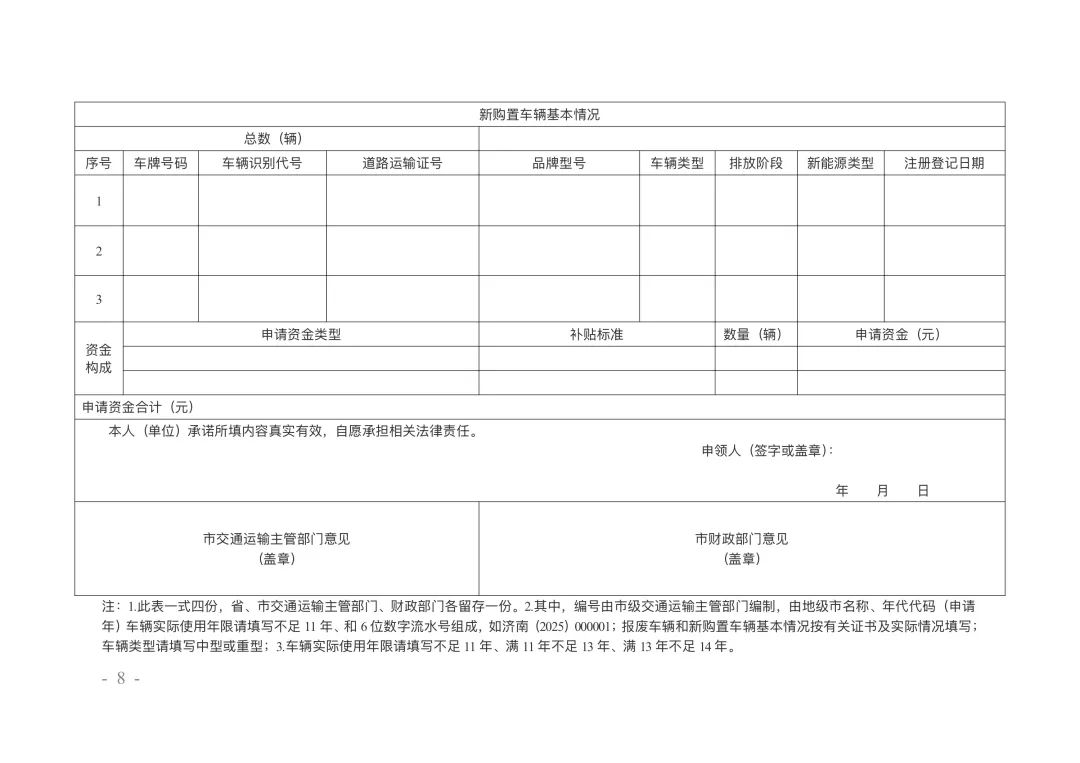 新购置车辆基本情况
总数（辆）
序号 车牌号码 车辆识别代号 道路运输证号 品牌型号 车辆类型 排放阶段 新能源类型 注册登记日期
1
2
3
资金构成 申请资金类型 补贴标准 数量（辆） 申请资金（元）
申请资金合计（元）
本人（单位）承诺所填内容真实有效，自愿承担相关法律责任。
申领人（签字或盖章）：
年 月 日
市交通运输主管部门意见 市财政部门意见
（盖章） （盖章）
注：1.此表一式四份，省、市交通运输主管部门、财政部门各留存一份。2.其中，编号由市级交通运输主管部门编制，由地级市名称、年代代码（申请
年）车辆实际使用年限请填写不足 11 年、和 6 位数字流水号组成，如济南（2025）000001；报废车辆和新购置车辆基本情况按有关证书及实际情况填写；
车辆类型请填写中型或重型；3.车辆实际使用年限请填写不足 11 年、满 11 年不足 13 年、满 13 年不足 14 年。
- 8 -